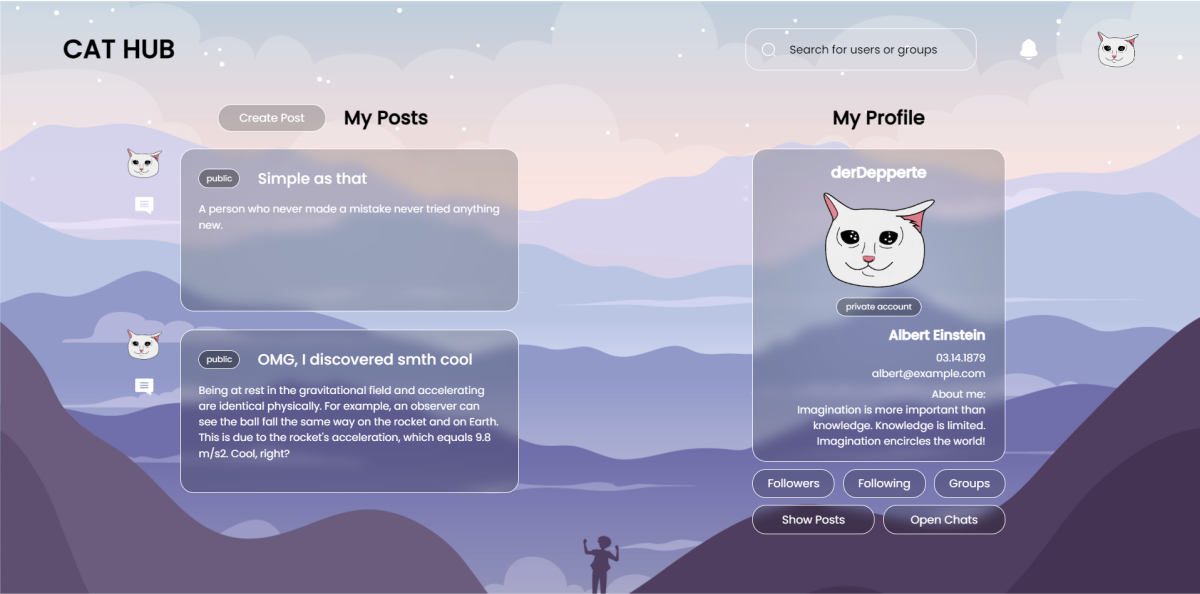 CAT HUB
Search for users or groups
Create Post
My Posts
public
Simple as that
A person who never made a mistake never tried anything
new.
public
OMG, I discovered smth cool
Being at rest in the gravitational field and accelerating
are identical physically. For example, an observer can
see the ball fall the same way on the rocket and on Earth.
This is due to the rocket's acceleration, which equals 9.8
m/s2. Cool, right?
My Profile
derDepperte
private account
Albert Einstein
03.14.1879
albert@example.com
About me:
Imagination is more important than
knowledge. Knowledge is limited.
Imagination encircles the world!
Followers
Following
Groups
Show Posts
Open Chats